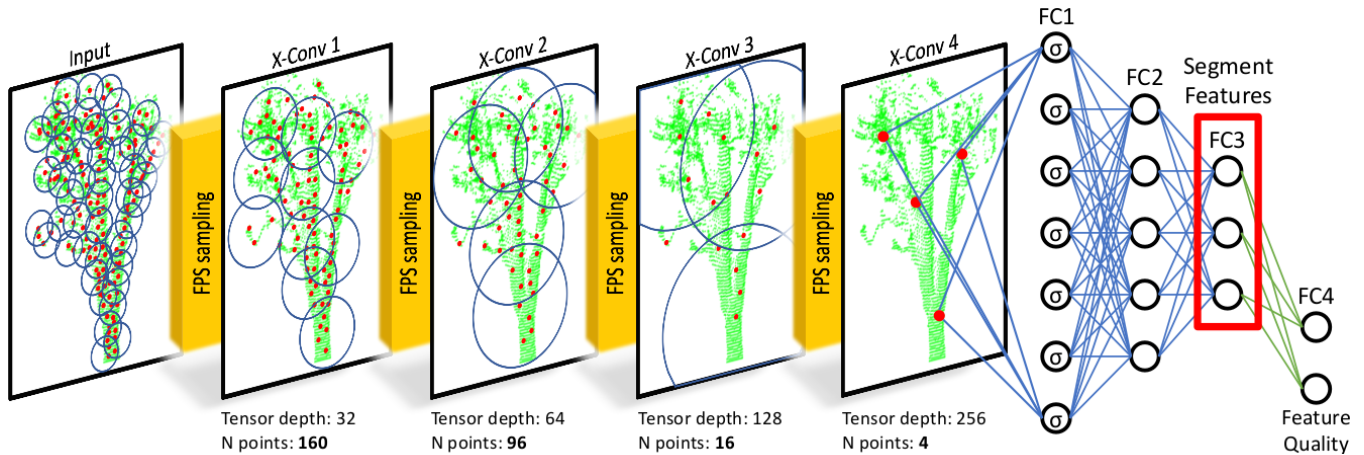 Input
FPS sampling
X-Conv 1
Tensor depth: 32
N points: 160
FPS sampling
X-Conv 2
Tensor depth: 64
N points: 96
FPS sampling
X-Conv 3
Tensor depth: 128
N points: 16
FPS sampling
X-Conv 4
Tensor depth: 256
N points: 4
FC1
σ
σ
σ
σ
σ
σ
σ
FC2
Segment
Features
FC3
FC4
Feature
Quality